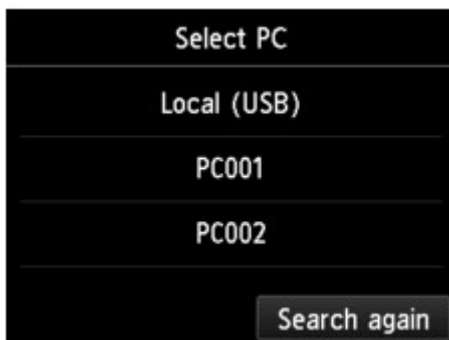 Select PC
Local (USB)
PC001
PC002
Search again